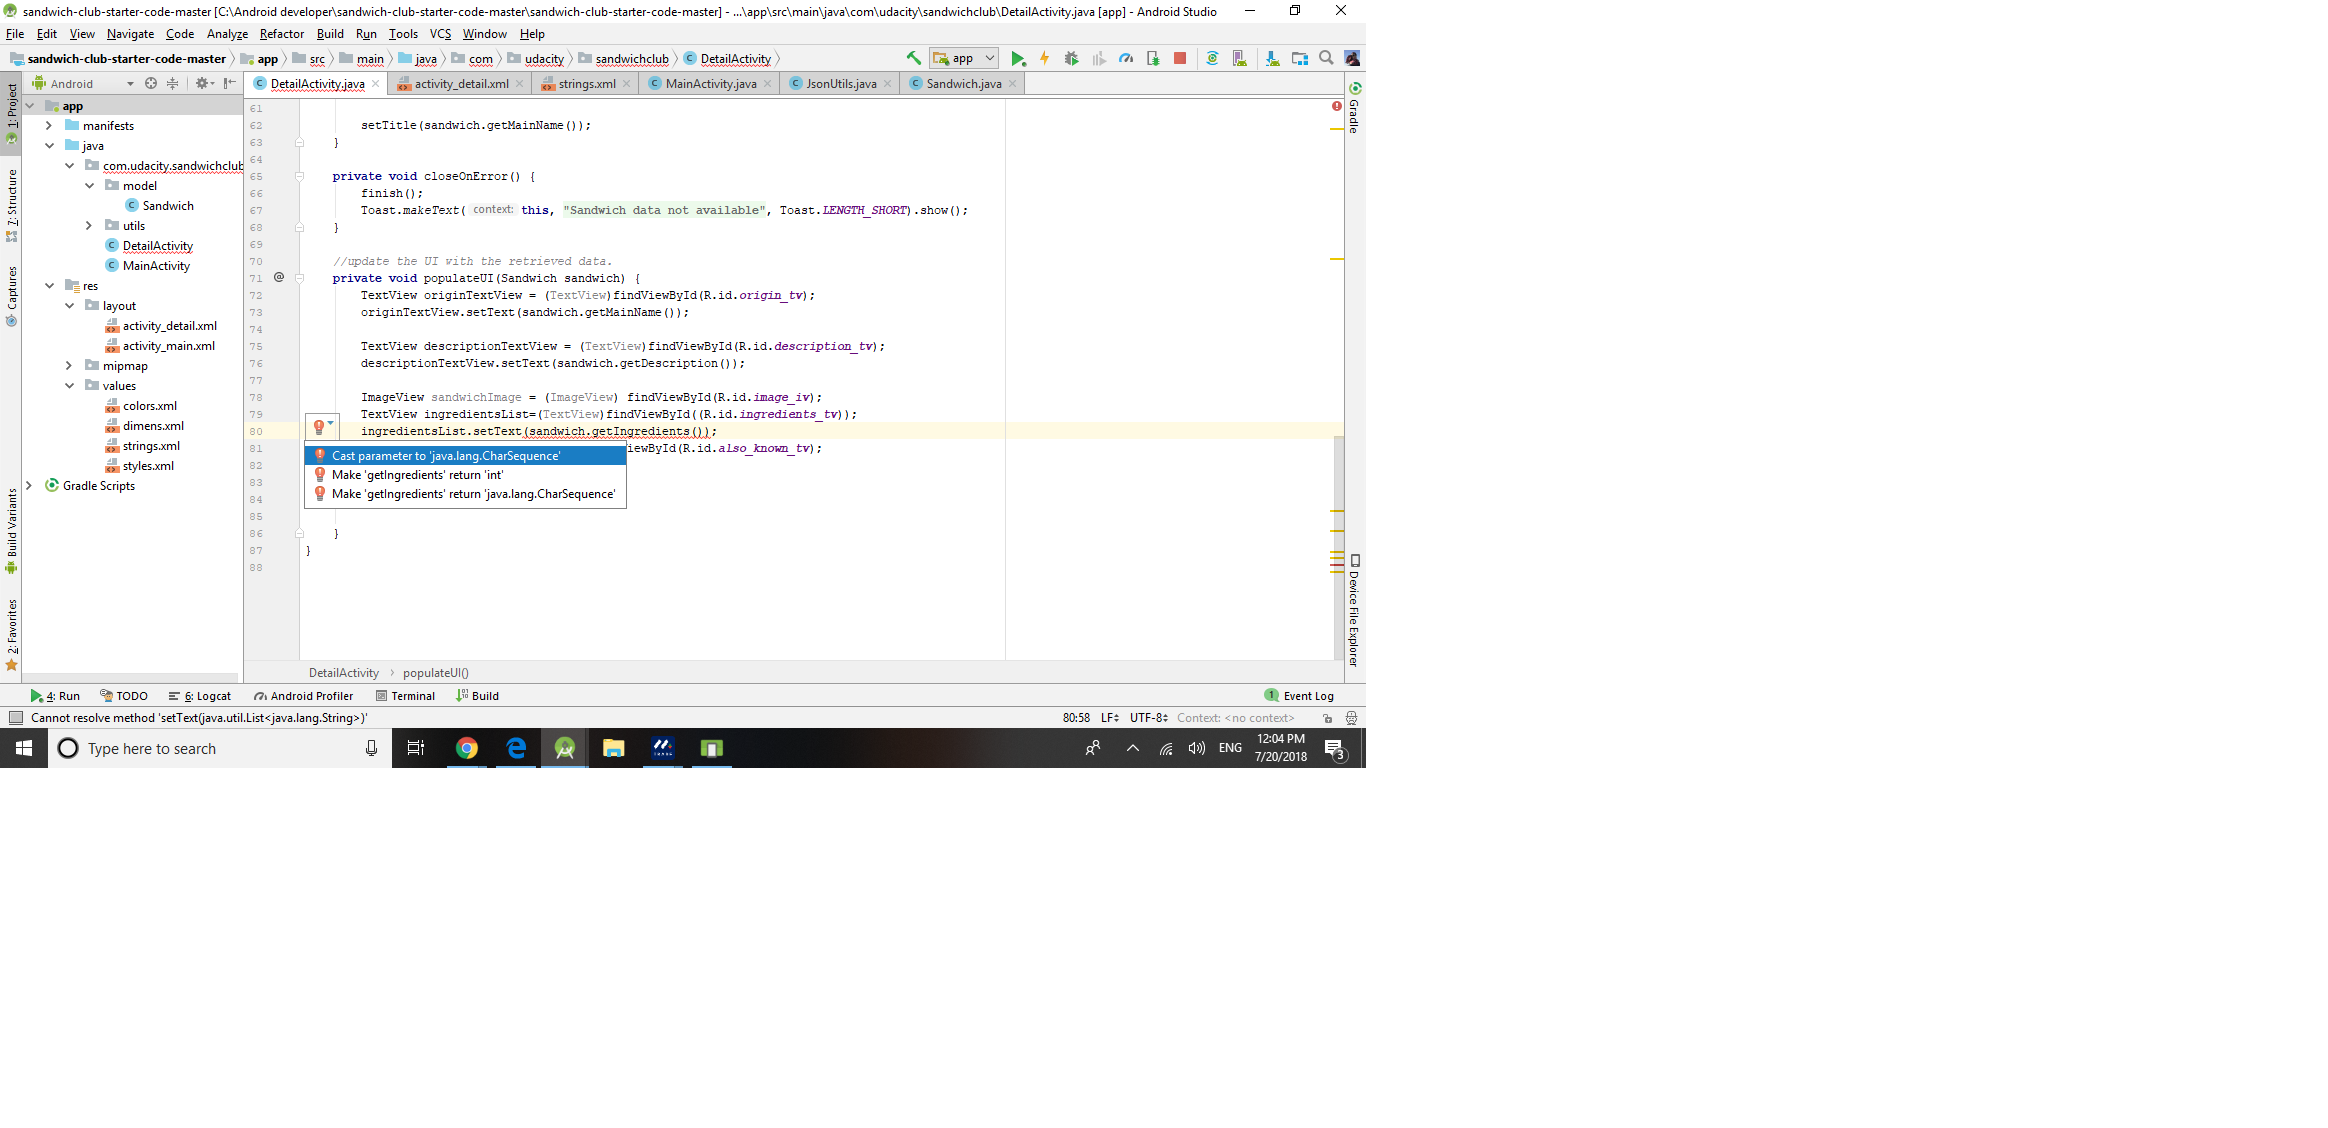 sandwich-club-starter-code-master [C:\Android developer\sandwich-club-starter-code-master\sandwich-club-starter-code-master] - ...\app\src\main\java\com\udacity\sandwichclub\DetailActivity.java [app] - Android Studio
File Edit View Navigate Code Analyze Refactor Build Run Tools VCS Window Help
sandwich-club-starter-code-master app src main java com udacity sandwichclub DetailActivity app
Android
DetailActivity.java activity_detail.xml strings.xml MainActivity.java JsonUtils.java Sandwich.java
1: Project
7: Structure
Captures
Build Variants
2: Favorites
app
manifests
java
com.udacity.sandwichclub
model
Sandwich
utils
DetailActivity
MainActivity
res
layout
activity_detail.xml
activity_main.xml
mipmap
values
colors.xml
dimens.xml
strings.xml
styles.xml
Gradle Scripts
61
62 setTitle(sandwich.getMainName());
63 }
64
65 private void closeOnError() {
66 finish();
67 Toast.makeText( context: this, "Sandwich data not available", Toast.LENGTH_SHORT).show();
68 }
69
70 //update the UI with the retrieved data.
71 @ private void populateUI(Sandwich sandwich) {
72 TextView originTextView = (TextView)findViewById(R.id.origin_tv);
73 originTextView.setText(sandwich.getMainName());
74
75 TextView descriptionTextView = (TextView)findViewById(R.id.description_tv);
76 descriptionTextView.setText(sandwich.getDescription());
77
78 ImageView sandwichImage = (ImageView) findViewById(R.id.image_iv);
79 TextView ingredientsList=(TextView)findViewById((R.id.ingredients_tv));
80 ingredientsList.setText(sandwich.getIngredients());
81 iewById(R.id.also_known_tv);
Cast parameter to 'java.lang.CharSequence'
Make 'getIngredients' return 'int'
Make 'getIngredients' return 'java.lang.CharSequence'
82
83
84
85
86 }
87 }
88
Gradle
Device File Explorer
DetailActivity populateUI()
4: Run TODO 6: Logcat Android Profiler Terminal Build 1 Event Log
Cannot resolve method 'setText(java.util.List<java.lang.String>)' 80:58 LF UTF-8 Context: <no context>
Type here to search ENG 12:04 PM
7/20/2018 3